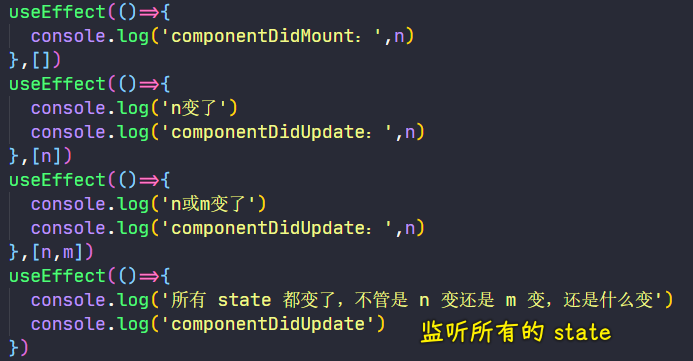 useEffect(()=>{
  console.log('componentDidMount：',n)
},[])
useEffect(()=>{
  console.log('n变了')
  console.log('componentDidUpdate：',n)
},[n])
useEffect(()=>{
  console.log('n或m变了')
  console.log('componentDidUpdate：',n)
},[n,m])
useEffect(()=>{
  console.log('所有 state 都变了，不管是 n 变还是 m 变，还是什么变')
  console.log('componentDidUpdate') 监听所有的 state
})